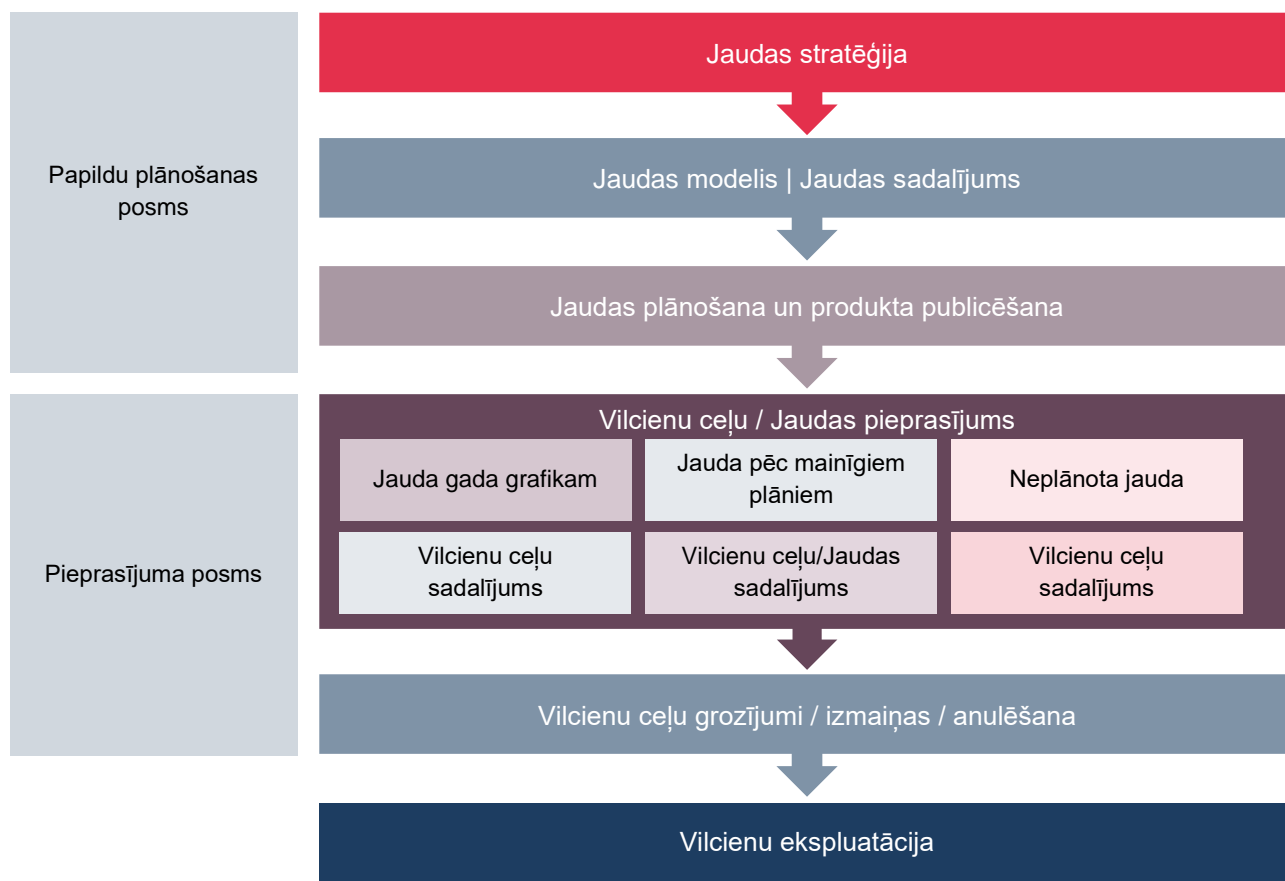 Papildu plānošanas
posms
Jaudas stratēģija
Jaudas modelis | Jaudas sadalījums
Jaudas plānošana un produkta publicēšana
Pieprasījuma posms
Vilcienu ceļu / Jaudas pieprasījums
Jauda gada grafikam
Jauda pēc mainīgiem
plāniem
Neplānota jauda
Vilcienu ceļu
sadalījums
Vilcienu ceļu/Jaudas
sadalījums
Vilcienu ceļu
sadalījums
Vilcienu ceļu grozījumi / izmaiņas / anulēšana
Vilcienu ekspluatācija